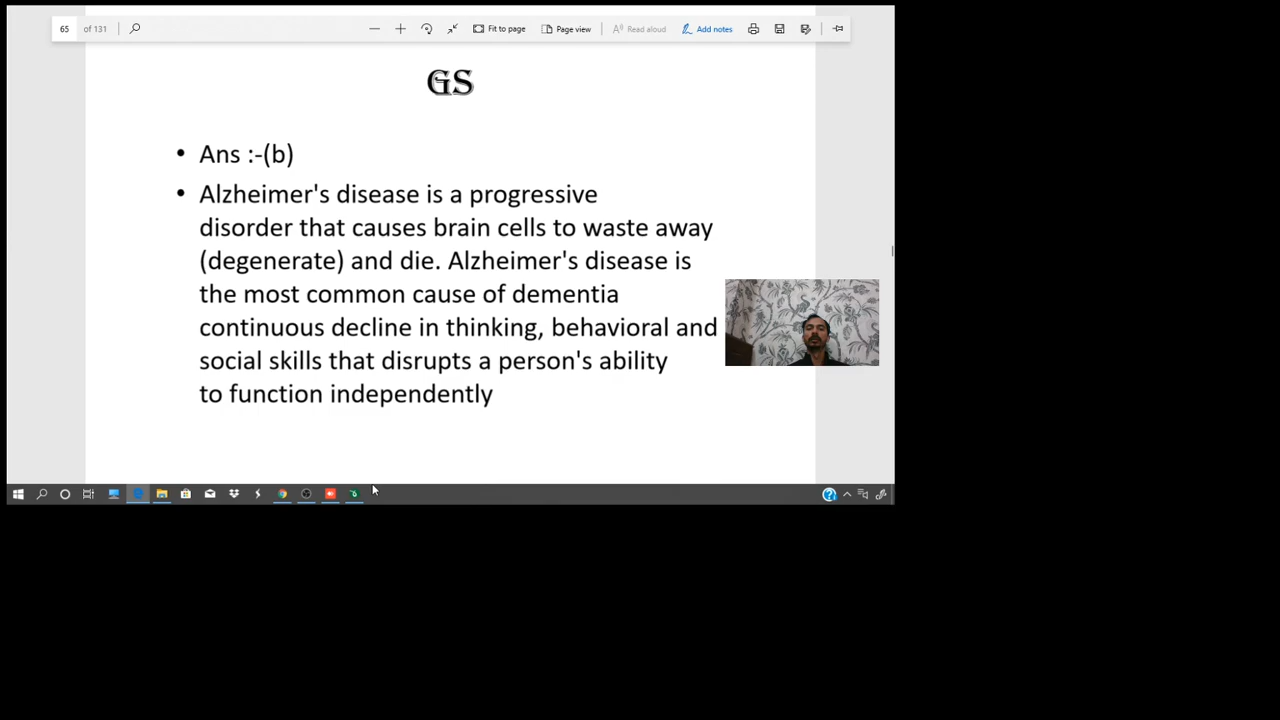 65 of 131 Fit to page Page view Read aloud Add notes
GS
• Ans :-(b)
• Alzheimer's disease is a progressive
disorder that causes brain cells to waste away
(degenerate) and die. Alzheimer's disease is
the most common cause of dementia
continuous decline in thinking, behavioral and
social skills that disrupts a person's ability
to function independently